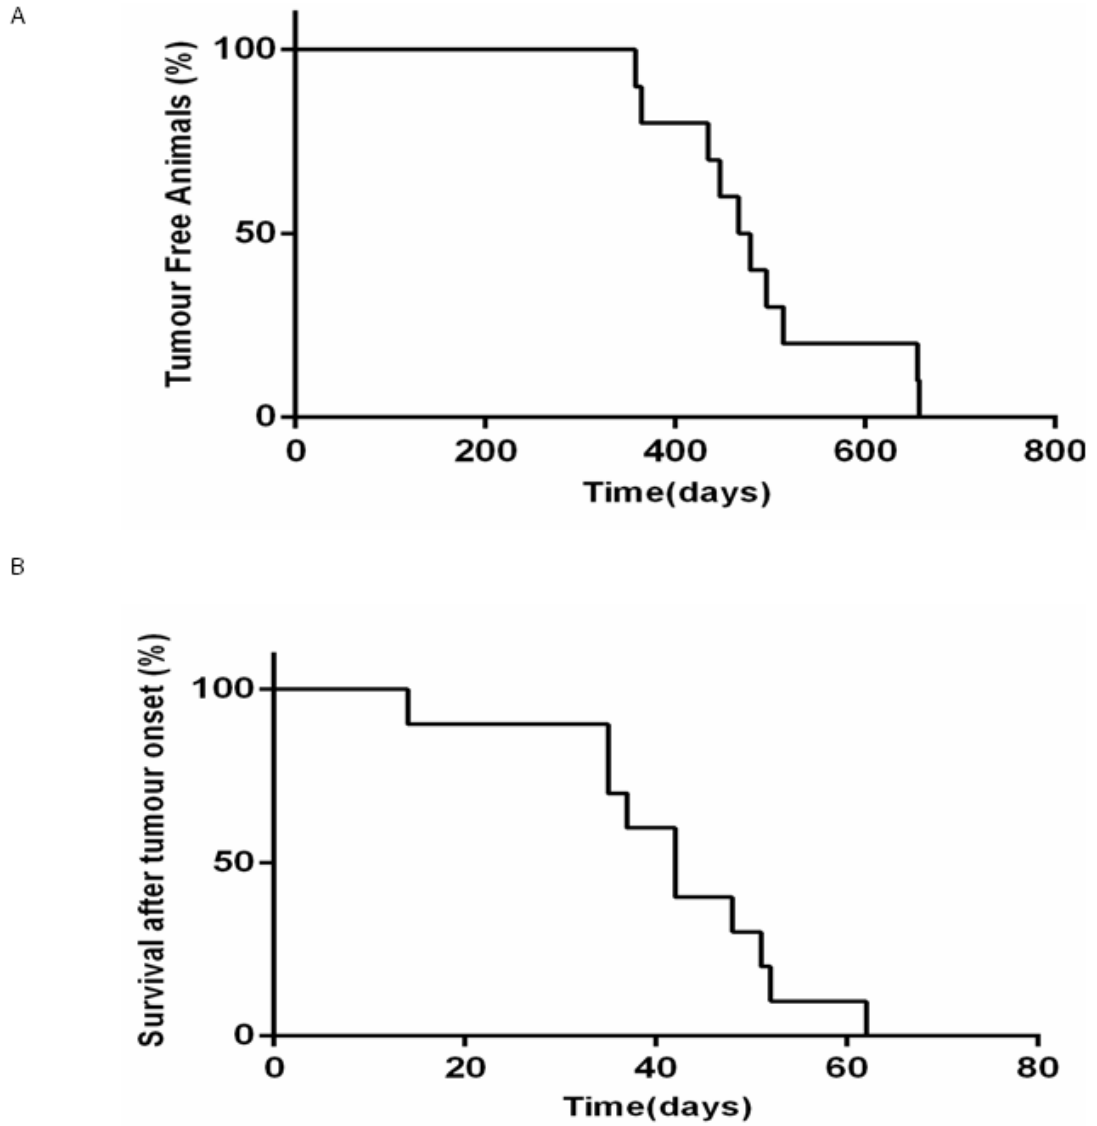 A
Tumour Free Animals (%)
100
50
0
0 200 400 600 800
Time(days)
B
Survival after tumour onset (%)
100
50
0
0 20 40 60 80
Time(days)